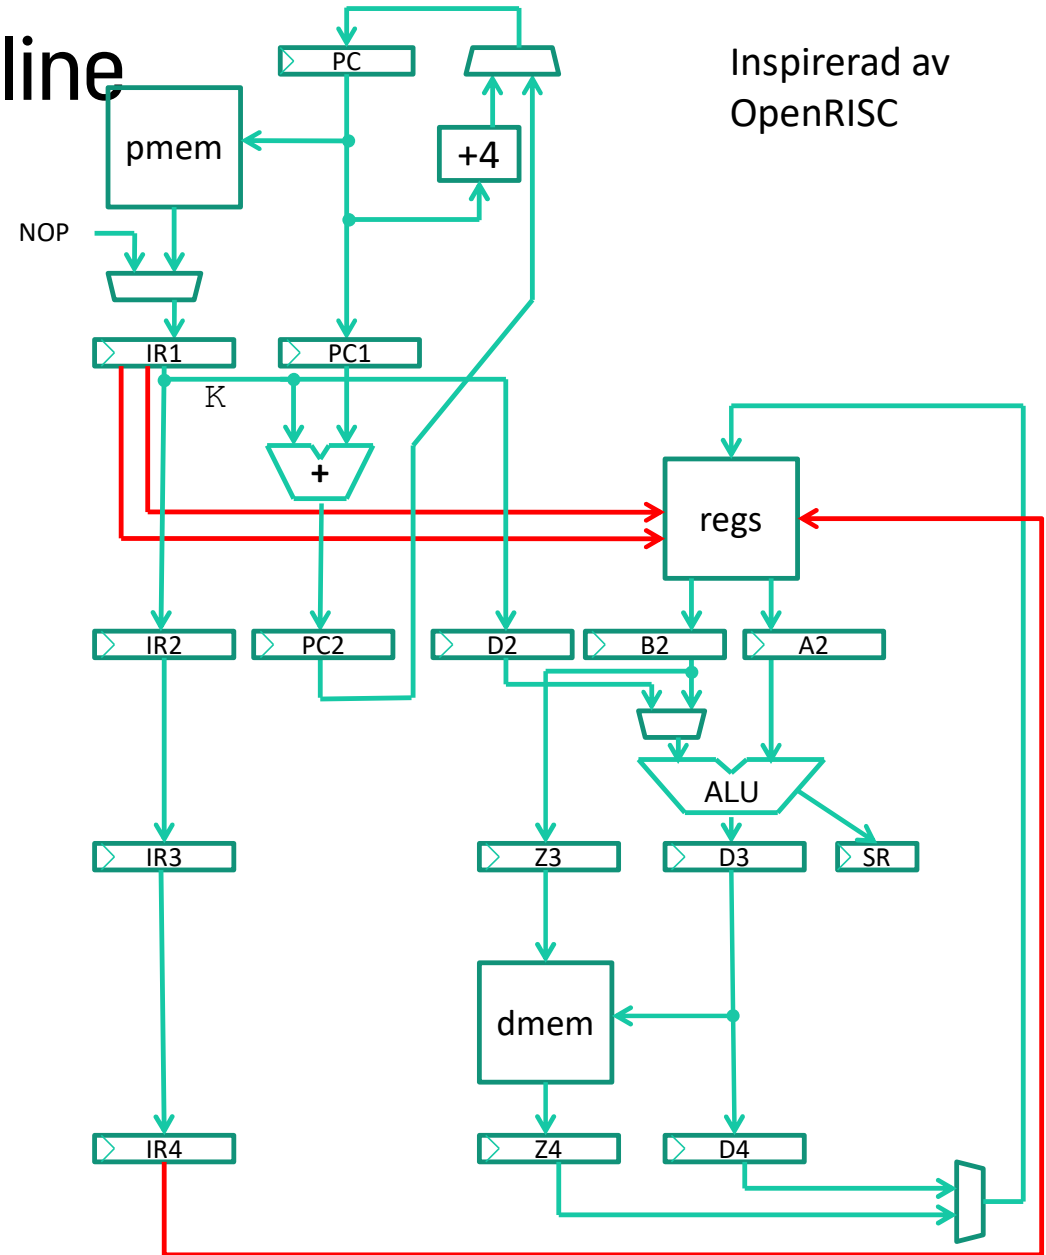 line
Inspirerad av
OpenRISC
PC
pmem
+4
NOP
IR1
PC1
K
+
regs
IR2
PC2
D2
B2
A2
ALU
IR3
Z3
D3
SR
dmem
IR4
Z4
D4